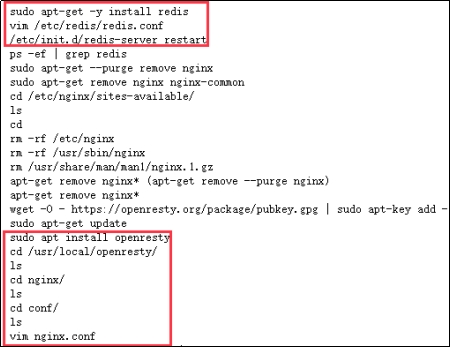 sudo apt-get -y install redis
vim /etc/redis/redis.conf
/etc/init.d/redis-server restart
ps -ef | grep redis
sudo apt-get --purge remove nginx
sudo apt-get remove nginx nginx-common
cd /etc/nginx/sites-available/
ls
cd
rm -rf /etc/nginx
rm -rf /usr/sbin/nginx
rm /usr/share/man/man1/nginx.1.gz
apt-get remove nginx* (apt-get remove --purge nginx)
apt-get remove nginx*
wget -O - https://openresty.org/package/pubkey.gpg | sudo apt-key add -
sudo apt-get update
sudo apt install openresty
cd /usr/local/openresty/
ls
cd nginx/
ls
cd conf/
ls
vim nginx.conf